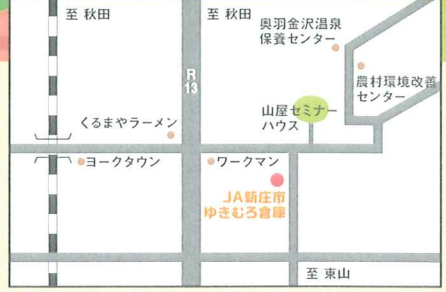 至 秋田
至 秋田
奥羽金沢温泉
保養センター
R
13
農村環境改善
センター
山屋セミナー
ハウス
くるまやラーメン
ヨークタウン
ワークマン
JA新庄市
ゆきむろ倉庫
至 東山